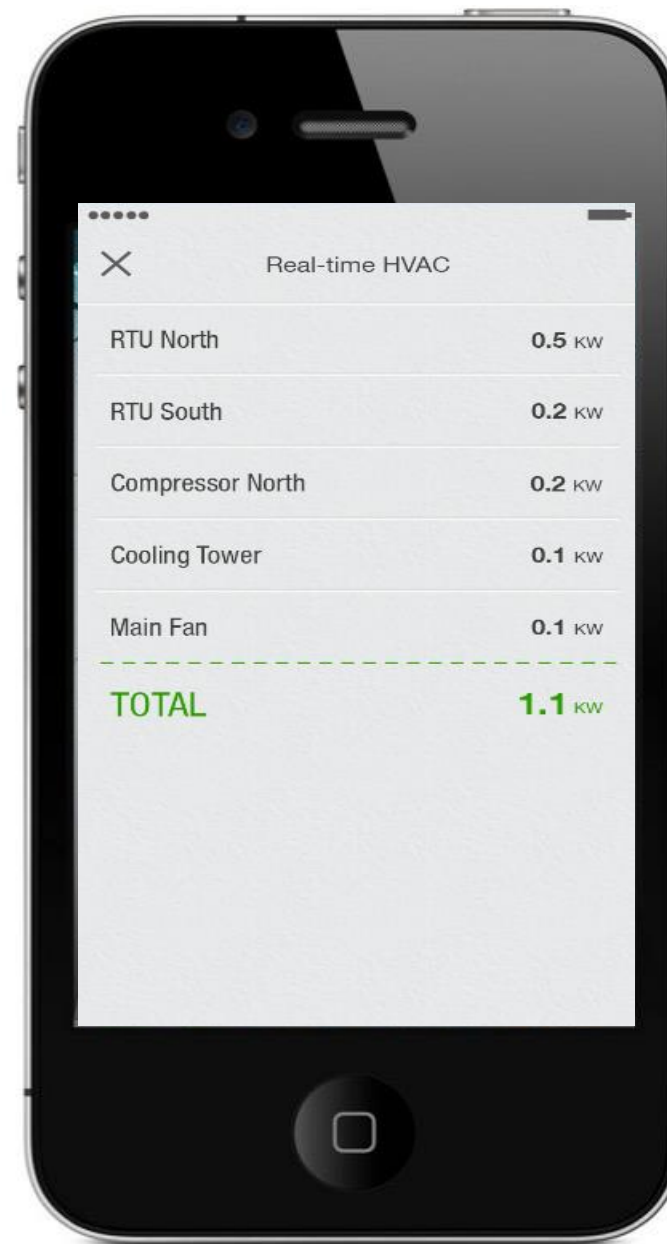 Real-time HVAC
RTU North 0.5 KW
RTU South 0.2 KW
Compressor North 0.2 KW
Cooling Tower 0.1 KW
Main Fan 0.1 KW
TOTAL 1.1 KW